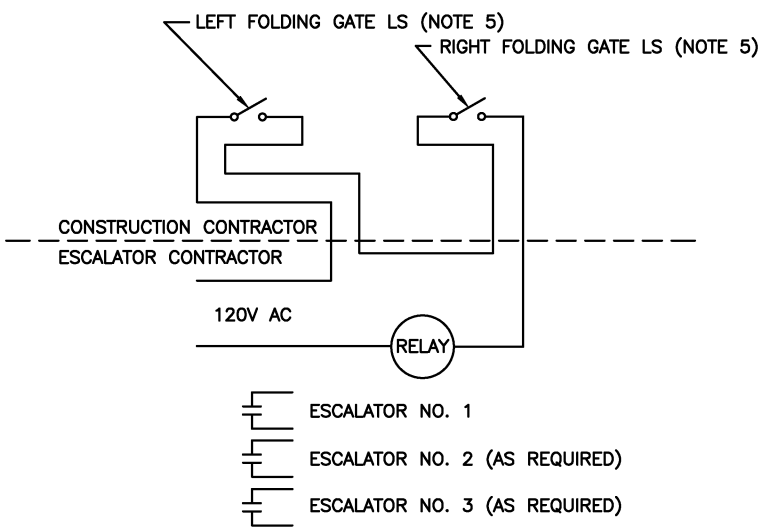 LEFT FOLDING GATE LS (NOTE 5)
RIGHT FOLDING GATE LS (NOTE 5)
CONSTRUCTION CONTRACTOR
ESCALATOR CONTRACTOR
120V AC
RELAY
ESCALATOR NO. 1
ESCALATOR NO. 2 (AS REQUIRED)
ESCALATOR NO. 3 (AS REQUIRED)